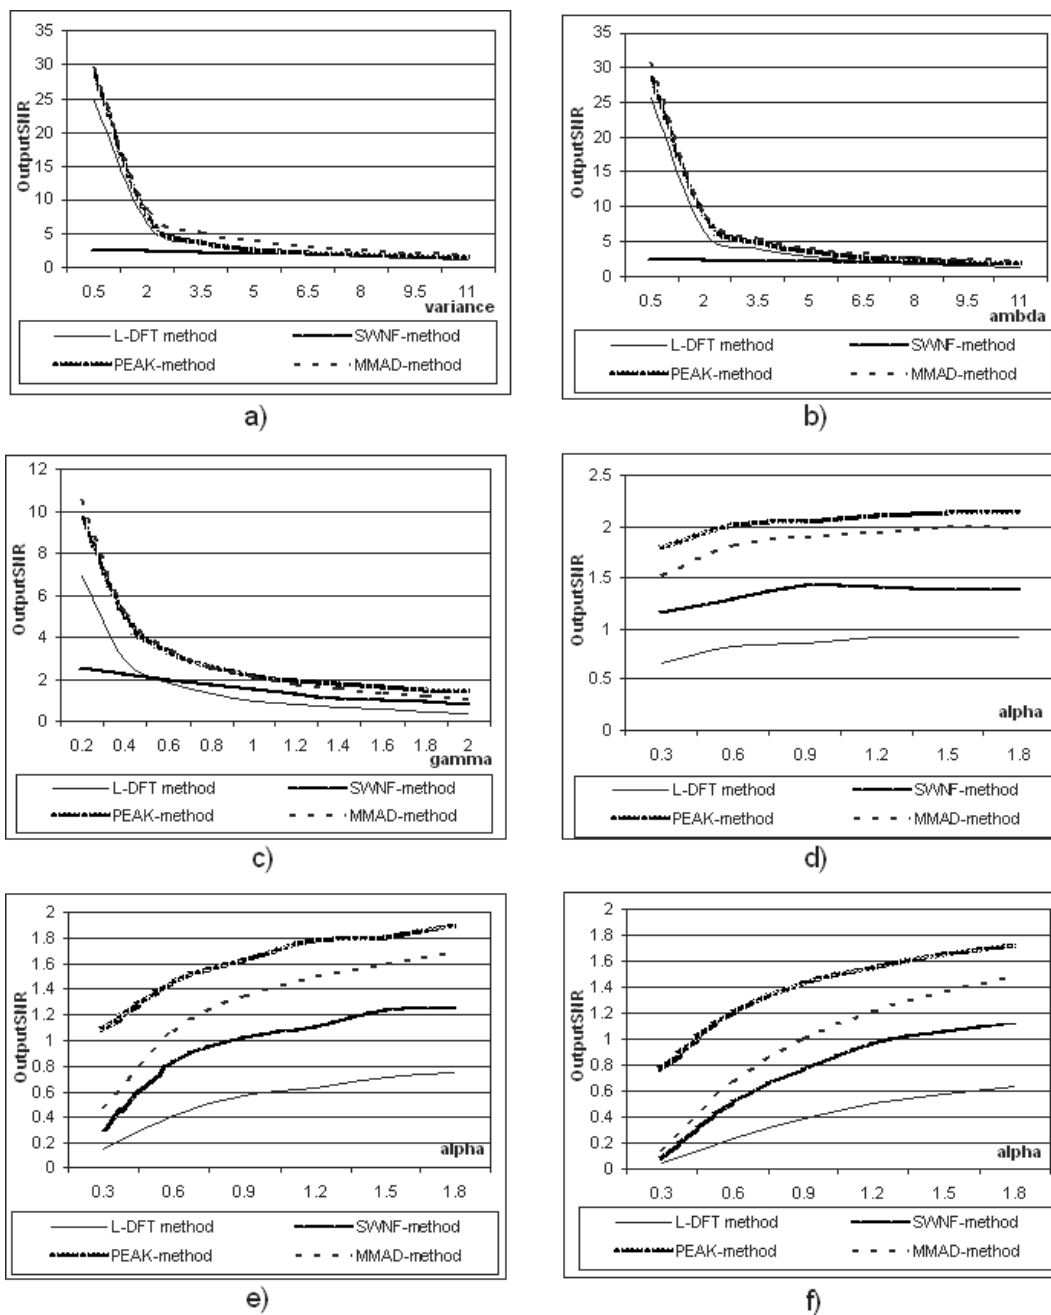 35
30
25
20
15
10
5
0
OutputSNR
0.5 2 3.5 5 6.5 8 9.5 11
variance
L-DFT method SWNF-method
PEAK-method MMAD-method
a)
35
30
25
20
15
10
5
0
OutputSNR
0.5 2 3.5 5 6.5 8 9.5 11
ambda
L-DFT method SWNF-method
PEAK-method MMAD-method
b)
12
10
8
6
4
2
0
OutputSNR
0.2 0.4 0.6 0.8 1 1.2 1.4 1.6 1.8 2
gamma
L-DFT method SWNF-method
PEAK-method MMAD-method
c)
2.5
2
1.5
1
0.5
0
OutputSNR
alpha
0.3 0.6 0.9 1.2 1.5 1.8
L-DFT method SWNF-method
PEAK-method MMAD-method
d)
2
1.8
1.6
1.4
1.2
1
0.8
0.6
0.4
0.2
0
OutputSNR
alpha
0.3 0.6 0.9 1.2 1.5 1.8
L-DFT method SWNF-method
PEAK-method MMAD-method
e)
2
1.8
1.6
1.4
1.2
1
0.8
0.6
0.4
0.2
0
OutputSNR
alpha
0.3 0.6 0.9 1.2 1.5 1.8
L-DFT method SWNF-method
PEAK-method MMAD-method
f)